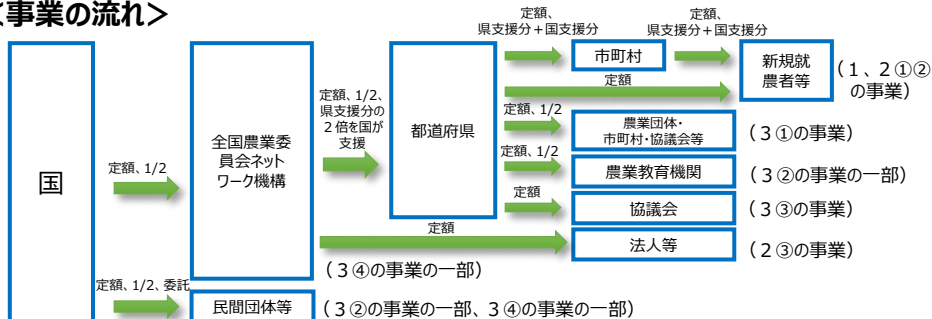 <事業の流れ>
定額、
県支援分+国支援分
定額、
県支援分+国支援分
市町村
新規就
農者等
(1、2①②
の事業)
定額
定額、1/2、
県支援分の
2倍を国が
支援
都道府県
定額、1/2
農業団体・
市町村・協議会等
(3①の事業)
全国農業委
員会ネット
ワーク機構
国
定額、1/2
定額、1/2
農業教育機関
(3②の事業の一部)
定額
協議会
(3③の事業)
定額
法人等
(2③の事業)
(3④の事業の一部)
定額、1/2、委託
民間団体等
(3②の事業の一部、3④の事業の一部)